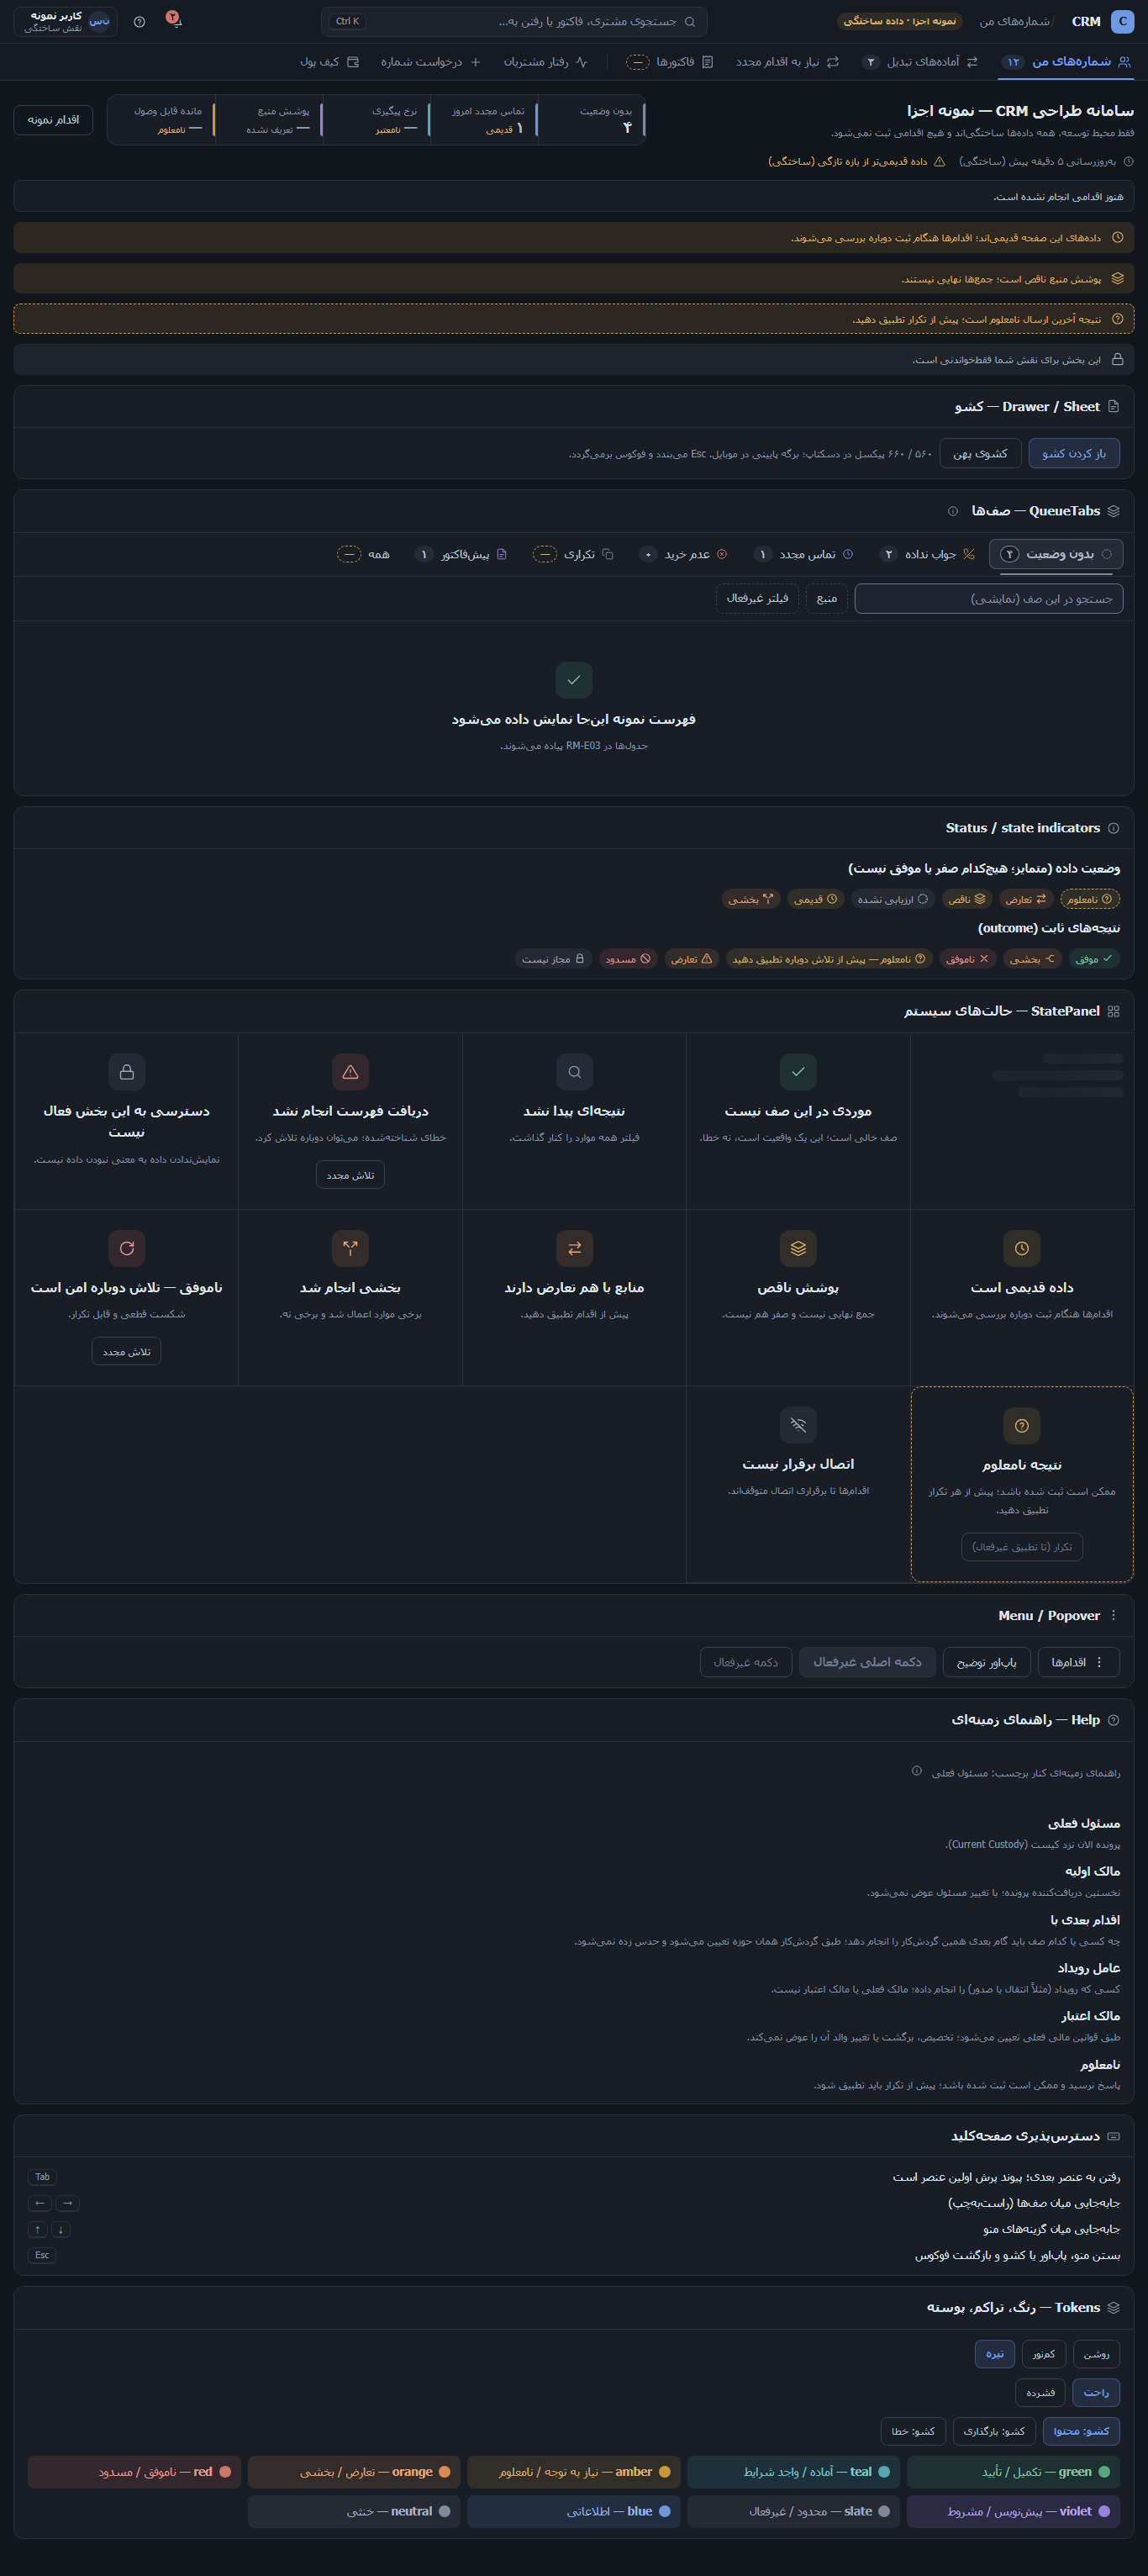 C CRM / شماره‌های من نمونه اجزا • داده ساختگی
جستجوی مشتری، فاکتور یا رفتن به... Ctrl K
۲
ن‌س کاربر نمونه
نقش ساختگی
شماره‌های من ۱۲ آماده‌های تبدیل ۳ نیاز به اقدام مجدد فاکتورها — رفتار مشتریان درخواست شماره کیف پول
سامانه طراحی CRM — نمونه اجزا
فقط محیط توسعه. همه داده‌ها ساختگی‌اند و هیچ اقدامی ثبت نمی‌شود.
بدون وضعیت
۴
تماس مجدد امروز
۱ قدیمی
نرخ پیگیری
— نامعتبر
پوشش منبع
— تعریف نشده
مانده قابل وصول
— نامعلوم
اقدام نمونه
به‌روزرسانی ۵ دقیقه پیش (ساختگی) داده قدیمی‌تر از بازه تازگی (ساختگی)
هنوز اقدامی انجام نشده است.
داده‌های این صفحه قدیمی‌اند؛ اقدام‌ها هنگام ثبت دوباره بررسی می‌شوند.
پوشش منبع ناقص است؛ جمع‌ها نهایی نیستند.
نتیجه آخرین ارسال نامعلوم است؛ پیش از تکرار تطبیق دهید.
این بخش برای نقش شما فقط‌خواندنی است.
Drawer / Sheet — کشو
باز کردن کشو کشوی پهن ۵۶۰ / ۶۶۰ پیکسل در دسکتاپ؛ برگه پایینی در موبایل. Esc می‌بندد و فوکوس برمی‌گردد.
QueueTabs — صف‌ها
بدون وضعیت ۴ جواب نداده ۲ تماس مجدد ۱ عدم خرید ۰ تکراری — پیش‌فاکتور ۱ همه —
جستجو در این صف (نمایشی) منبع فیلتر غیرفعال
فهرست نمونه این‌جا نمایش داده می‌شود
جدول‌ها در RM-E03 پیاده می‌شوند.
Status / state indicators
وضعیت داده (متمایز؛ هیچ‌کدام صفر یا موفق نیست)
نامعلوم تعارض ناقص ارزیابی نشده قدیمی بخشی
نتیجه‌های ثابت (outcome)
موفق بخشی ناموفق نامعلوم — پیش از تلاش دوباره تطبیق دهید تعارض مسدود مجاز نیست
StatePanel — حالت‌های سیستم
موردی در این صف نیست
صف خالی است؛ این یک واقعیت است، نه خطا.
نتیجه‌ای پیدا نشد
فیلتر همه موارد را کنار گذاشت.
دریافت فهرست انجام نشد
خطای شناخته‌شده؛ می‌توان دوباره تلاش کرد.
تلاش مجدد
دسترسی به این بخش فعال
نیست
نمایش‌ندادن داده به معنی نبودن داده نیست.
داده قدیمی است
اقدام‌ها هنگام ثبت دوباره بررسی می‌شوند.
پوشش ناقص
جمع نهایی نیست و صفر هم نیست.
منابع با هم تعارض دارند
پیش از اقدام تطبیق دهید.
بخشی انجام شد
برخی موارد اعمال شد و برخی نه.
ناموفق — تلاش دوباره امن است
شکست قطعی و قابل تکرار.
تلاش مجدد
نتیجه نامعلوم
ممکن است ثبت شده باشد؛ پیش از هر تکرار
تطبیق دهید.
تکرار (تا تطبیق غیرفعال)
اتصال برقرار نیست
اقدام‌ها تا برقراری اتصال متوقف‌اند.
Menu / Popover
اقدام‌ها پاپ‌اور توضیح دکمه اصلی غیرفعال دکمه غیرفعال
Help — راهنمای زمینه‌ای
راهنمای زمینه‌ای کنار برچسب: مسئول فعلی
مسئول فعلی
پرونده الان نزد کیست (Current Custody).
مالک اولیه
نخستین دریافت‌کننده پرونده؛ با تغییر مسئول عوض نمی‌شود.
اقدام بعدی با
چه کسی یا کدام صف باید گام بعدی همین گردش‌کار را انجام دهد؛ طبق گردش‌کار همان حوزه تعیین می‌شود و حدس زده نمی‌شود.
عامل رویداد
کسی که رویداد (مثلاً انتقال یا صدور) را انجام داده؛ مالک فعلی یا مالک اعتبار نیست.
مالک اعتبار
طبق قوانین مالی فعلی تعیین می‌شود؛ تخصیص، برگشت یا تغییر والد آن را عوض نمی‌کند.
نامعلوم
پاسخ نرسید و ممکن است ثبت شده باشد؛ پیش از تکرار باید تطبیق شود.
دسترس‌پذیری صفحه‌کلید
رفتن به عنصر بعدی؛ پیوند پرش اولین عنصر است Tab
جابه‌جایی میان صف‌ها (راست‌به‌چپ) → ←
جابه‌جایی میان گزینه‌های منو ↓ ↑
بستن منو، پاپ‌اور یا کشو و بازگشت فوکوس Esc
Tokens — رنگ، تراکم، پوسته
روشن کم‌نور تیره
راحت فشرده
کشو: محتوا کشو: بارگذاری کشو: خطا
green — تکمیل / تأیید teal — آماده / واجد شرایط amber — نیاز به توجه / نامعلوم orange — تعارض / بخشی red — ناموفق / مسدود
violet — پیش‌نویس / مشروط slate — محدود / غیرفعال blue — اطلاعاتی neutral — خنثی